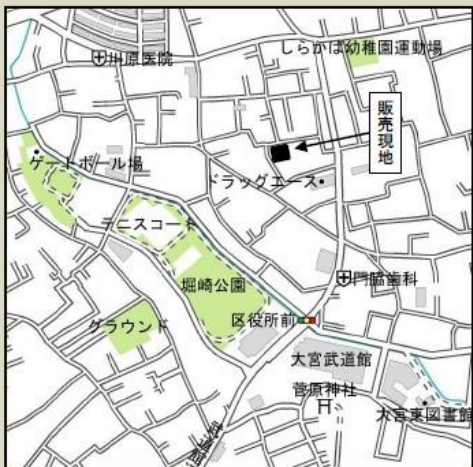 川原医院
しらかば幼稚園運動場
販売現地
ゲートボール場
ドラッグエース
テニスコート
堀崎公園
門脇歯科
グラウンド
区役所前
大宮武道館
菅原神社
大宮東図書館